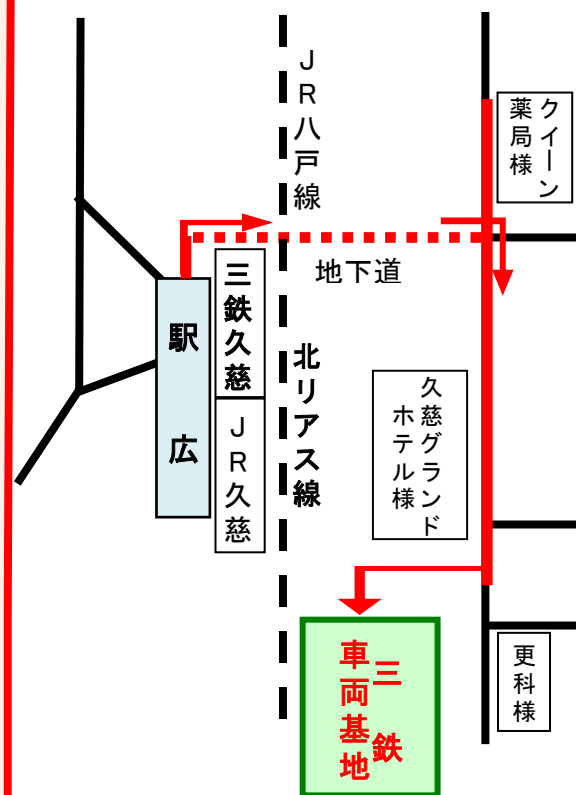 JR八戸線
クイーン
薬局様
地下道
三鉄久慈
駅広
北リアス線
JR久慈
久慈グランド
ホテル様
三鉄
車両基地
更科様